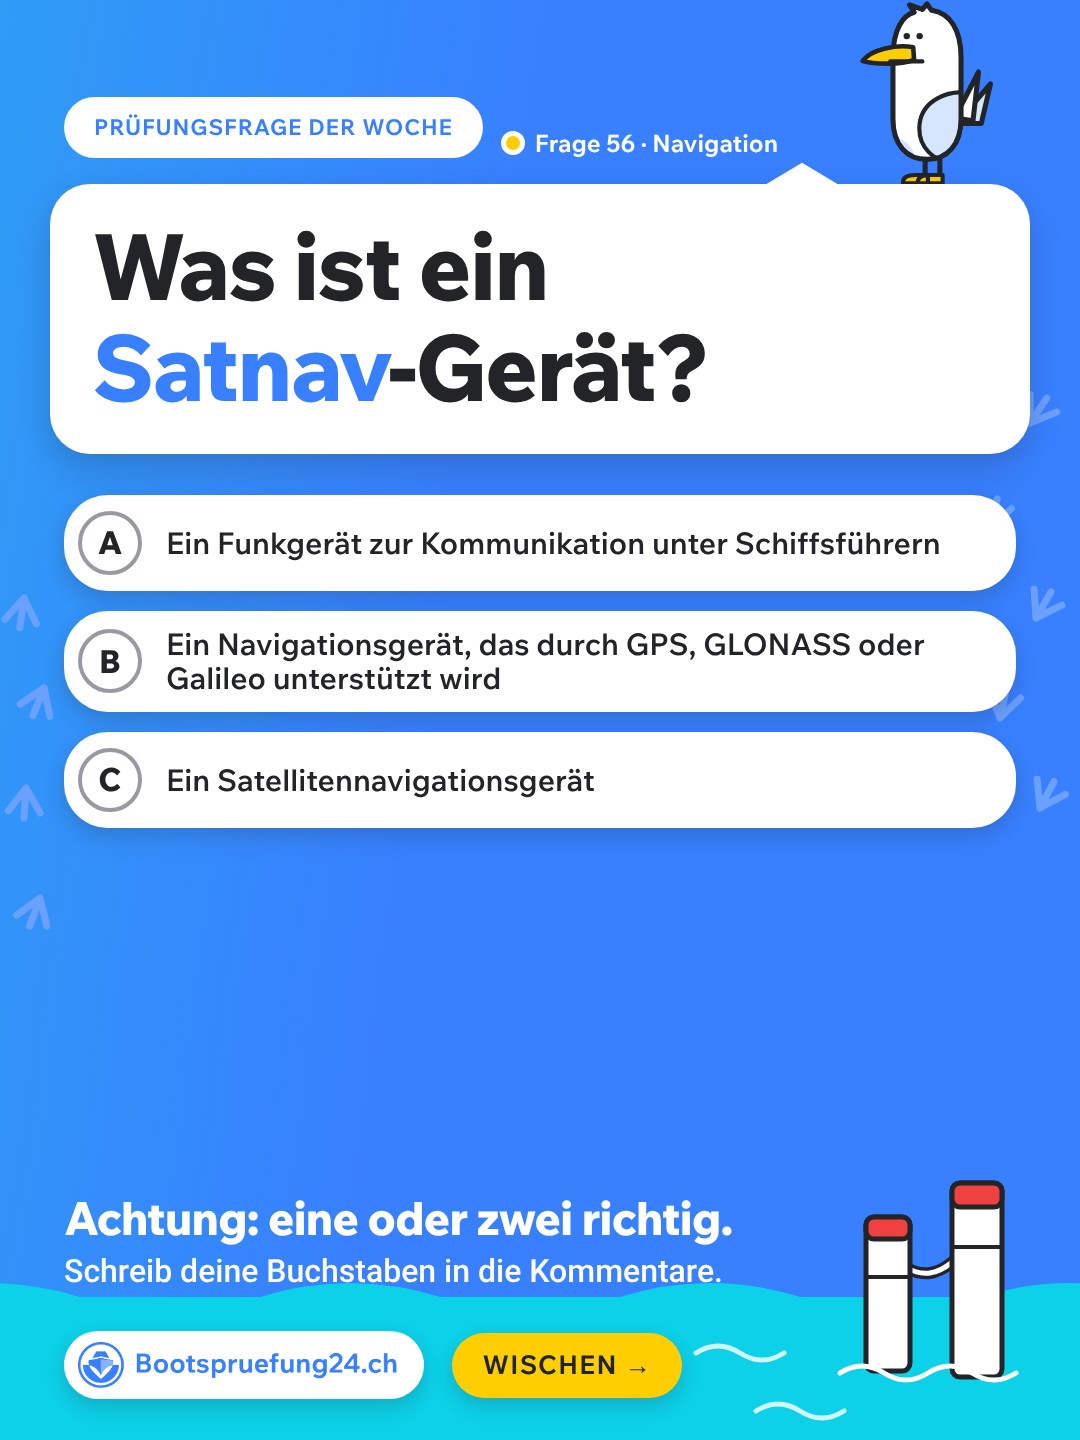 PRÜFUNGSFRAGE DER WOCHE
Frage 56 · Navigation
Was ist ein
Satnav-Gerät?
A Ein Funkgerät zur Kommunikation unter Schiffsführern
B Ein Navigationsgerät, das durch GPS, GLONASS oder
Galileo unterstützt wird
C Ein Satellitennavigationsgerät
Achtung: eine oder zwei richtig.
Schreib deine Buchstaben in die Kommentare.
Bootspruefung24.ch
WISCHEN →